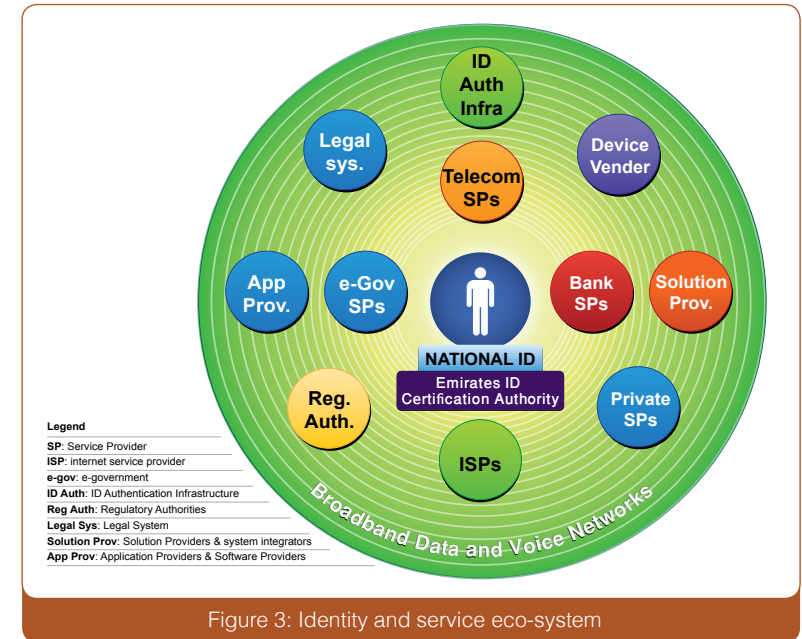 ID
Auth
Infra
Legal
sys.
Device
Vender
Telecom
SPs
App
Prov.
e-Gov
SPs
Bank
SPs
Solution
Prov.
NATIONAL ID
Emirates ID
Certification Authority
Reg.
Auth.
Private
SPs
ISPs
Broadband Data and Voice Networks
Legend
SP: Service Provider
ISP: internet service provider
e-gov: e-government
ID Auth: ID Authentication Infrastructure
Reg Auth: Regulatory Authorities
Legal Sys: Legal System
Solution Prov: Solution Providers & system integrators
App Prov: Application Providers & Software Providers
Figure 3: Identity and service eco-system